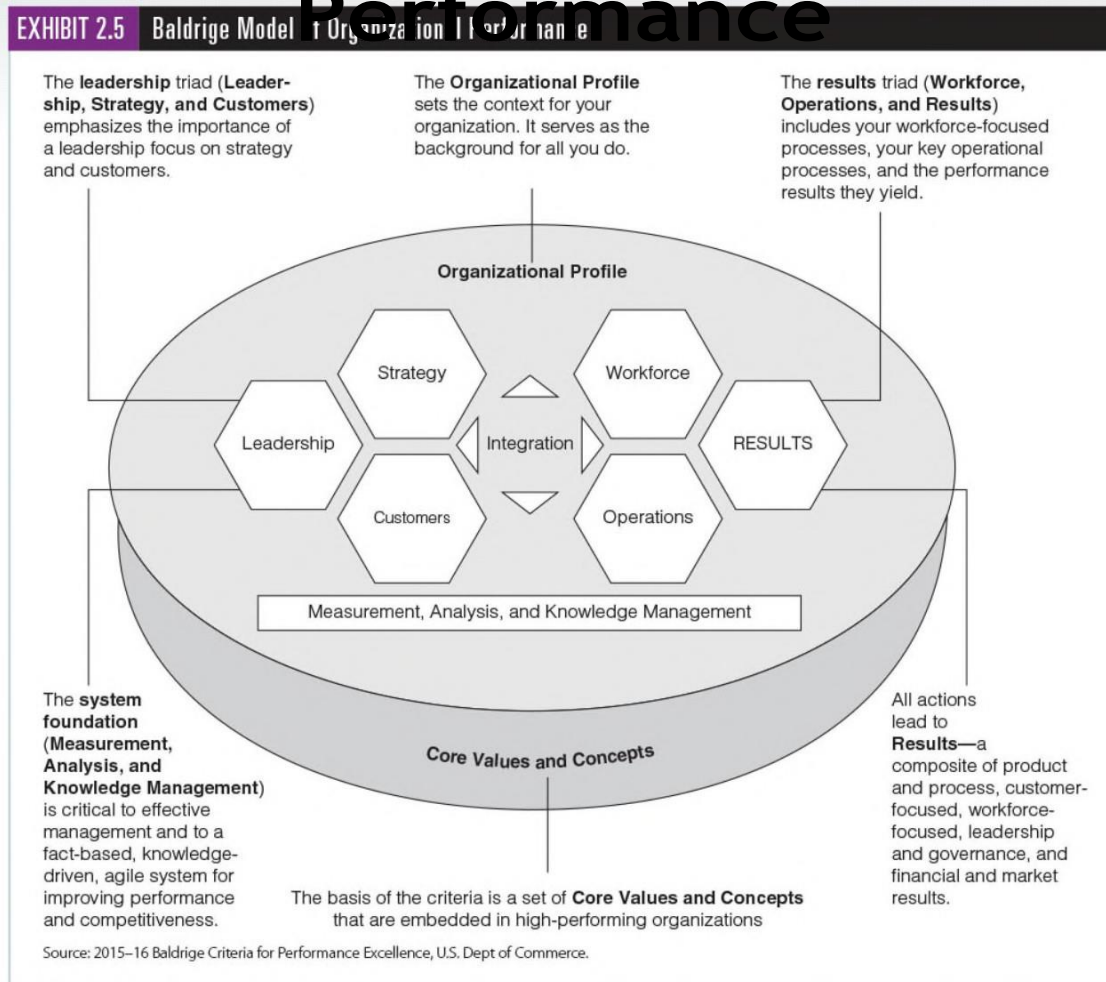 Performance
EXHIBIT 2.5 Baldrige Model of Organizational Performance
The leadership triad (Leader-
ship, Strategy, and Customers)
emphasizes the importance of
a leadership focus on strategy
and customers.
The Organizational Profile
sets the context for your
organization. It serves as the
background for all you do.
The results triad (Workforce,
Operations, and Results)
includes your workforce-focused
processes, your key operational
processes, and the performance
results they yield.
Organizational Profile
Strategy
Workforce
Leadership
Integration
RESULTS
Customers
Operations
Measurement, Analysis, and Knowledge Management
The system
foundation
(Measurement,
Analysis, and
Knowledge Management)
is critical to effective
management and to a
fact-based, knowledge-
driven, agile system for
improving performance
and competitiveness.
Core Values and Concepts
All actions
lead to
Results—a
composite of product
and process, customer-
focused, workforce-
focused, leadership
and governance, and
financial and market
results.
The basis of the criteria is a set of Core Values and Concepts
that are embedded in high-performing organizations
Source: 2015–16 Baldrige Criteria for Performance Excellence, U.S. Dept of Commerce.